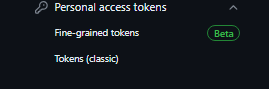 Personal access tokens
Fine-grained tokens Beta
Tokens (classic)